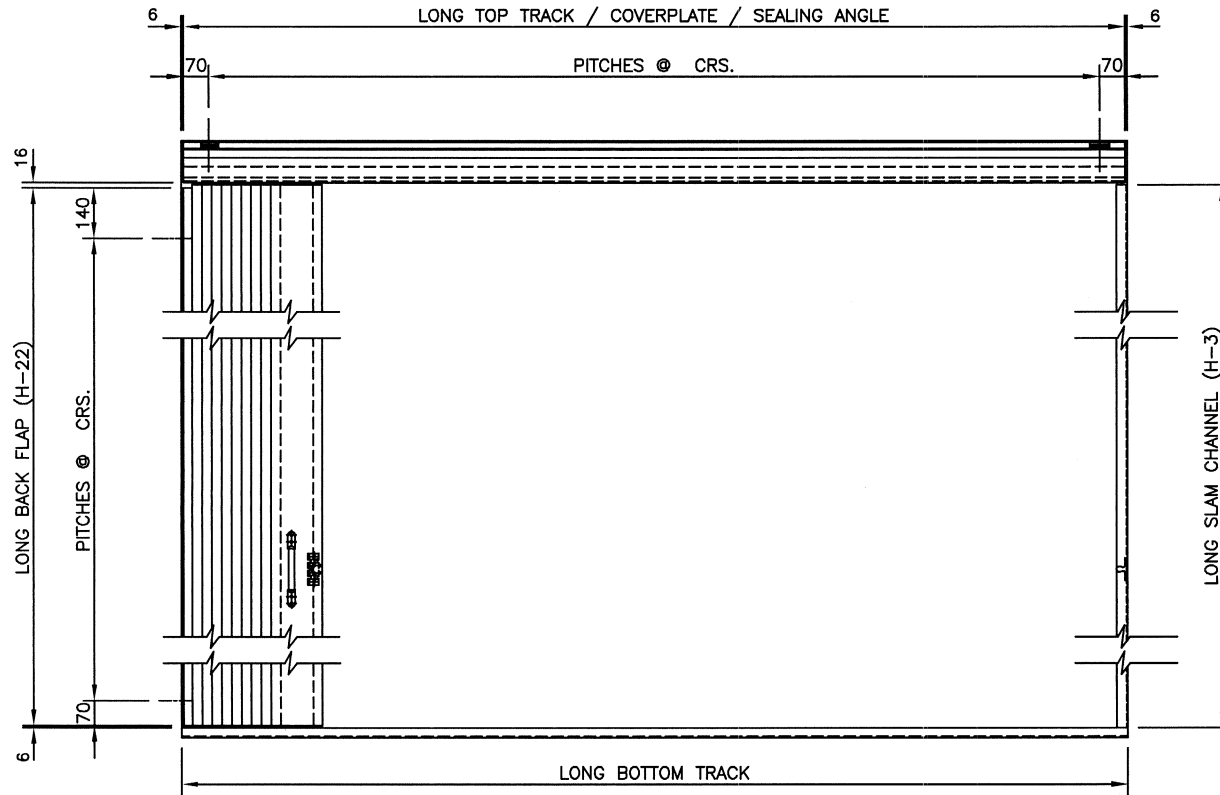 6
LONG TOP TRACK / COVERPLATE / SEALING ANGLE
6
70
PITCHES @ CRS.
70
16
140
LONG BACK FLAP (H-22)
PITCHES @ CRS.
LONG SLAM CHANNEL (H-3)
70
6
LONG BOTTOM TRACK